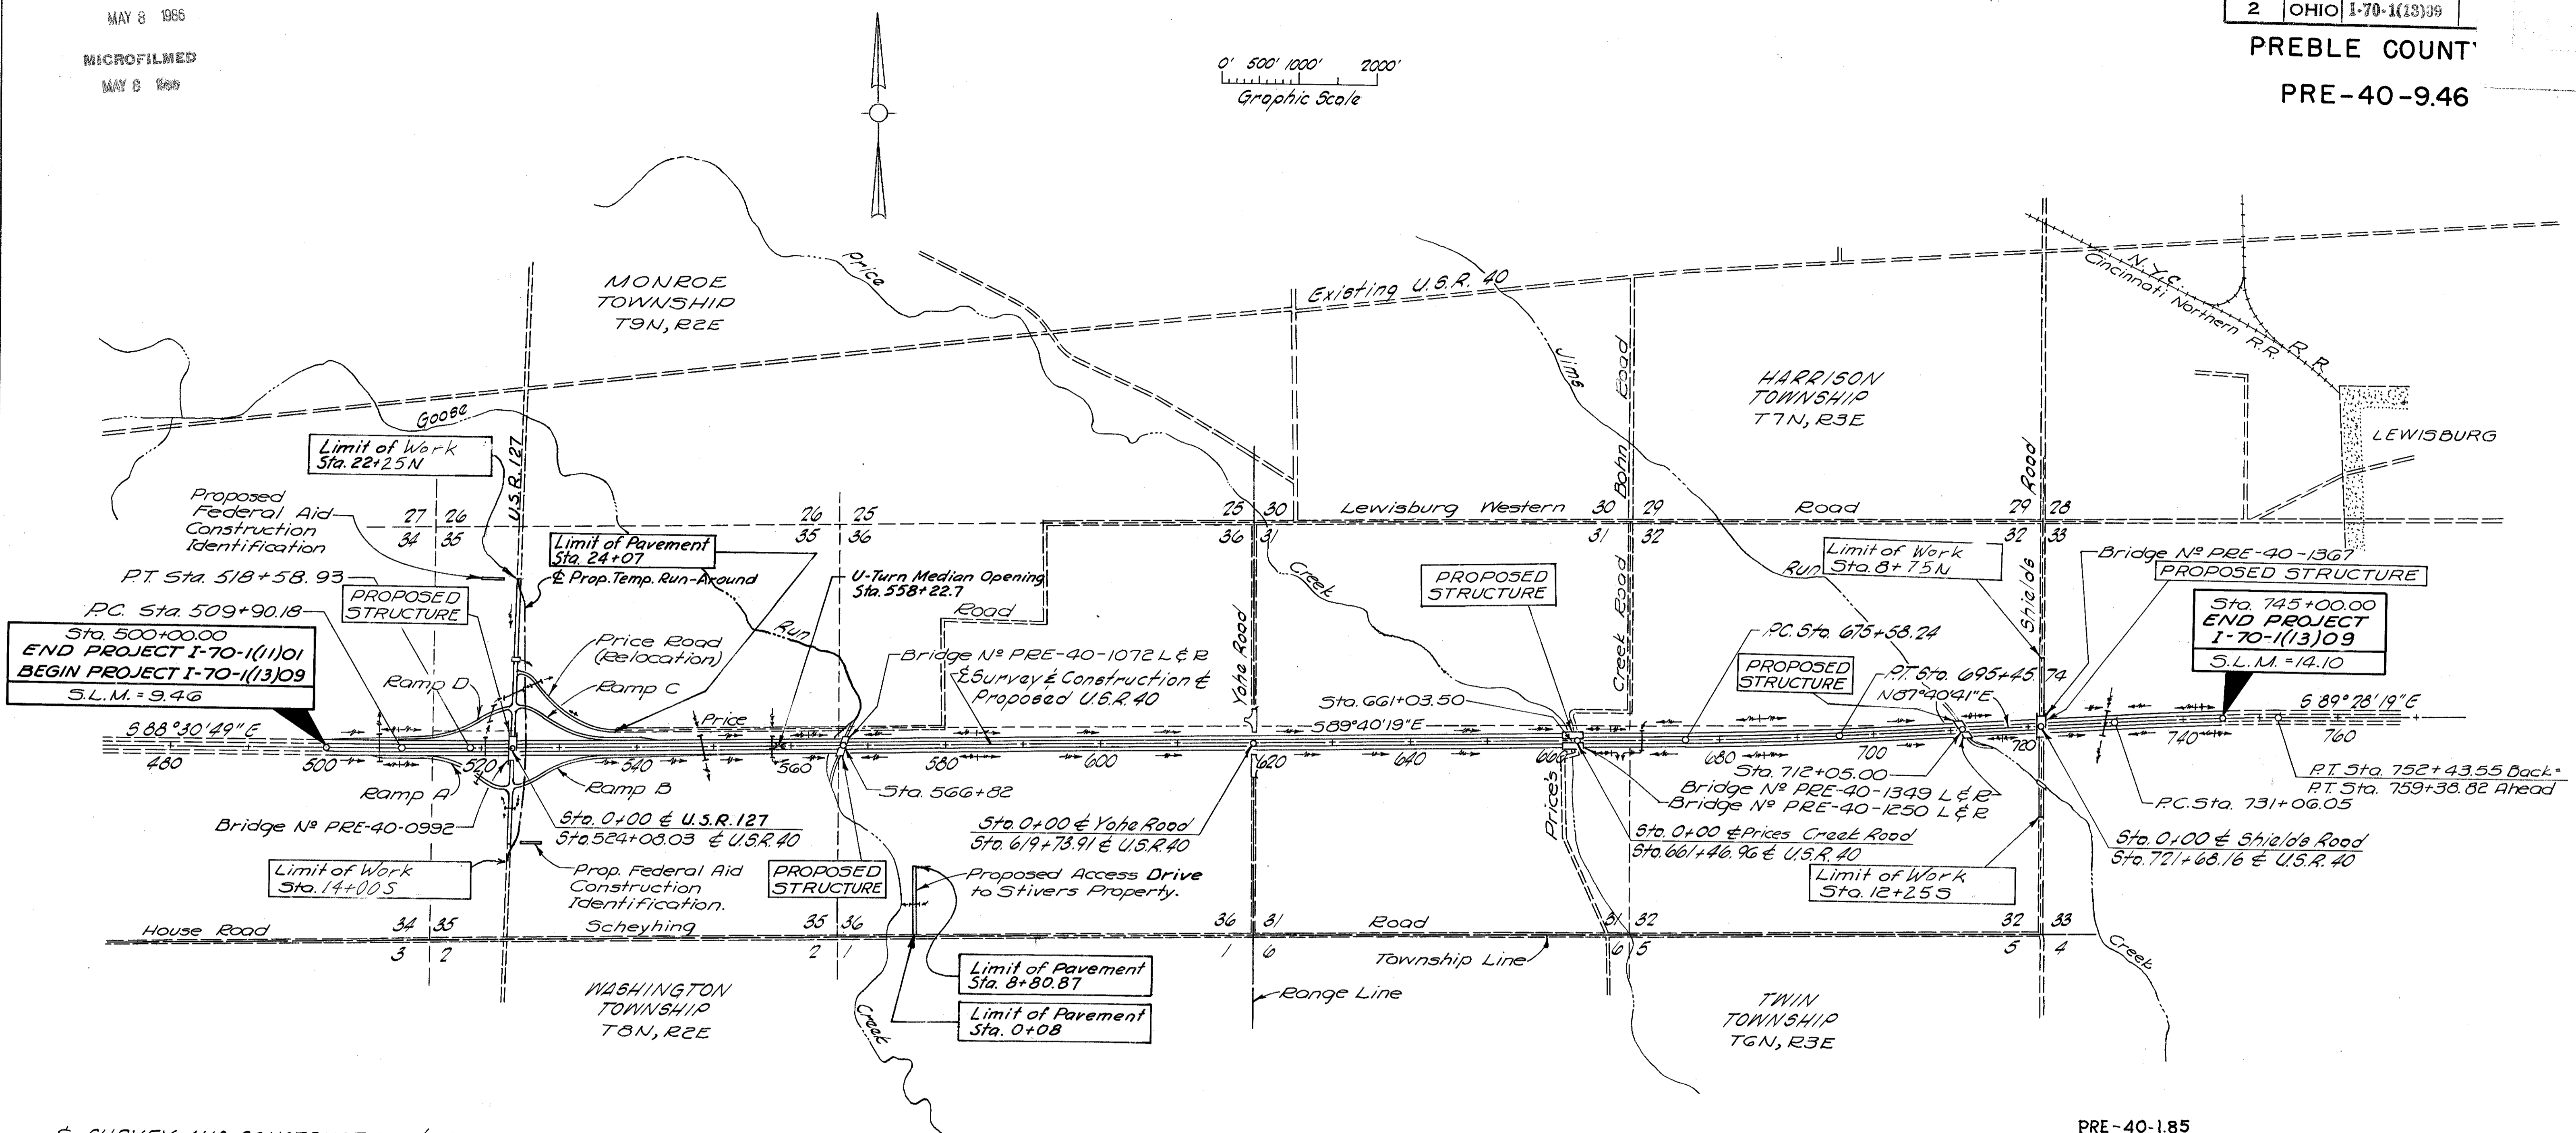 MAY 8 1986
MICROFILMED
MAY 8
2 OHIO I-70-1(13)09
PREBLE COUNT
PRE-40-9.46
0' 500' 1000' 2000'
Graphic Scale
MONROE
TOWNSHIP
T9N, R2E
Price
Existing U.S.R. 40
N.Y.C. R R
Cincinnati Northern R.R.
Jims
Bohn Road
HARRISON
TOWNSHIP
T7N, R3E
LEWISBURG
Goose
Limit of Work
Sta. 22+25 N
U.S.R. 127
Proposed
Federal Aid
Construction
Identification
27 26
34 35
26 25
35 36
25 30
36 31
Lewisburg Western Road
30 29
31 32
29 28
32 33
Limit of Pavement
Sta. 24+07
℄ Prop. Temp. Run-Around
U-Turn Median Opening
Sta. 558+22.7
Creek
PROPOSED
STRUCTURE
Limit of Work
Sta. 8+75N
Run
Shields Road
Bridge Nº PRE-40-1367
PROPOSED STRUCTURE
P.T. Sta. 518+58.93
P.C. Sta. 509+90.18
PROPOSED
STRUCTURE
Sta. 500+00.00
END PROJECT I-70-1(11)01
BEGIN PROJECT I-70-1(13)09
S.L.M. = 9.46
Price Road
(Relocation)
Ramp D
Ramp C
Run
Road
Price
Bridge Nº PRE-40-1072 L & R
℄ Survey & Construction ℄
Proposed U.S.R. 40
Yohe Road
Sta. 661+03.50
Creek Road
P.C. Sta. 675+58.24
PROPOSED
STRUCTURE
P.T. Sta. 695+45.74
N87°40'41"E
Sta. 745+00.00
END PROJECT
I-70-1(13)09
S.L.M. = 14.10
S 88°30'49"E
S89°40'19"E
S 89°28'19"E
480 500 520 540 560 580 600 620 640 660 680 700 720 740 760
Ramp A
Ramp B
Sta. 566+82
Sta. 712+05.00
Bridge Nº PRE-40-1349 L & R
Bridge Nº PRE-40-1250 L & R
P.T. Sta. 752+43.55 Back=
P.T. Sta. 759+38.82 Ahead
P.C. Sta. 731+06.05
Bridge Nº PRE-40-0992
Sta. 0+00 ℄ U.S.R. 127
Sta. 524+08.03 ℄ U.S.R. 40
Sta. 0+00 ℄ Yohe Road
Sta. 619+73.91 ℄ U.S.R. 40
Prices
Sta. 0+00 ℄ Prices Creek Road
Sta. 661+46.96 ℄ U.S.R. 40
Sta. 0+00 ℄ Shields Road
Sta. 721+68.16 ℄ U.S.R. 40
Limit of Work
Sta. 14+00 S
Prop. Federal Aid
Construction
Identification.
PROPOSED
STRUCTURE
Proposed Access Drive
to Stivers Property.
Limit of Work
Sta. 12+25S
House Road
34 35
3 2
Scheyhing Road
35 36
2 1
36 31
1 6
31 32
6 5
32 33
5 4
Township Line
Creek
Limit of Pavement
Sta. 8+80.87
Limit of Pavement
Sta. 0+08
Range Line
Creek
WASHINGTON
TOWNSHIP
T8N, R2E
TWIN
TOWNSHIP
T6N, R3E
PRE-40-1.85